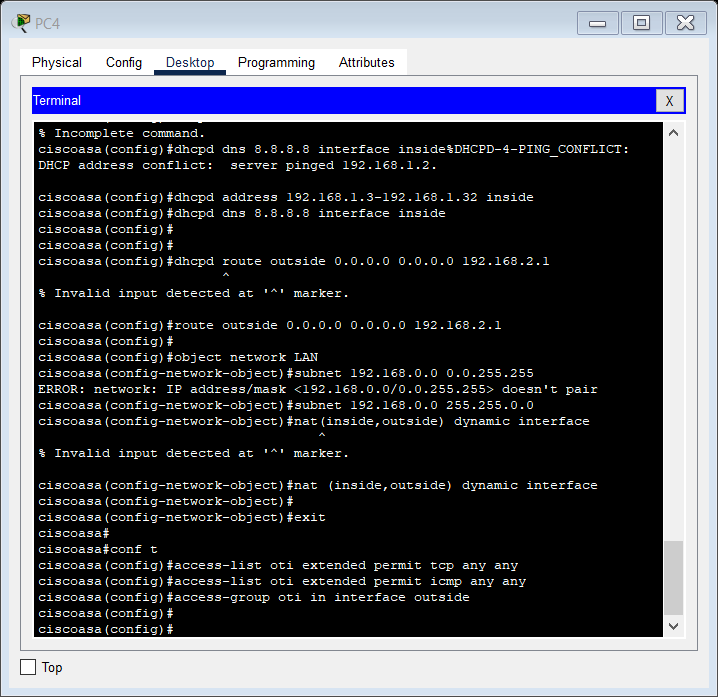 PC4
Physical Config Desktop Programming Attributes
Terminal X
% Incomplete command.
ciscoasa(config)#dhcpd dns 8.8.8.8 interface inside%DHCPD-4-PING_CONFLICT:
DHCP address conflict:  server pinged 192.168.1.2.
ciscoasa(config)#dhcpd address 192.168.1.3-192.168.1.32 inside
ciscoasa(config)#dhcpd dns 8.8.8.8 interface inside
ciscoasa(config)#
ciscoasa(config)#
ciscoasa(config)#dhcpd route outside 0.0.0.0 0.0.0.0 192.168.2.1
^
% Invalid input detected at '^' marker.
ciscoasa(config)#route outside 0.0.0.0 0.0.0.0 192.168.2.1
ciscoasa(config)#
ciscoasa(config)#object network LAN
ciscoasa(config-network-object)#subnet 192.168.0.0 0.0.255.255
ERROR: network: IP address/mask <192.168.0.0/0.0.255.255> doesn't pair
ciscoasa(config-network-object)#subnet 192.168.0.0 255.255.0.0
ciscoasa(config-network-object)#nat(inside,outside) dynamic interface
^
% Invalid input detected at '^' marker.
ciscoasa(config-network-object)#nat (inside,outside) dynamic interface
ciscoasa(config-network-object)#
ciscoasa(config-network-object)#exit
ciscoasa#
ciscoasa#conf t
ciscoasa(config)#access-list oti extended permit tcp any any
ciscoasa(config)#access-list oti extended permit icmp any any
ciscoasa(config)#access-group oti in interface outside
ciscoasa(config)#
ciscoasa(config)#
Top